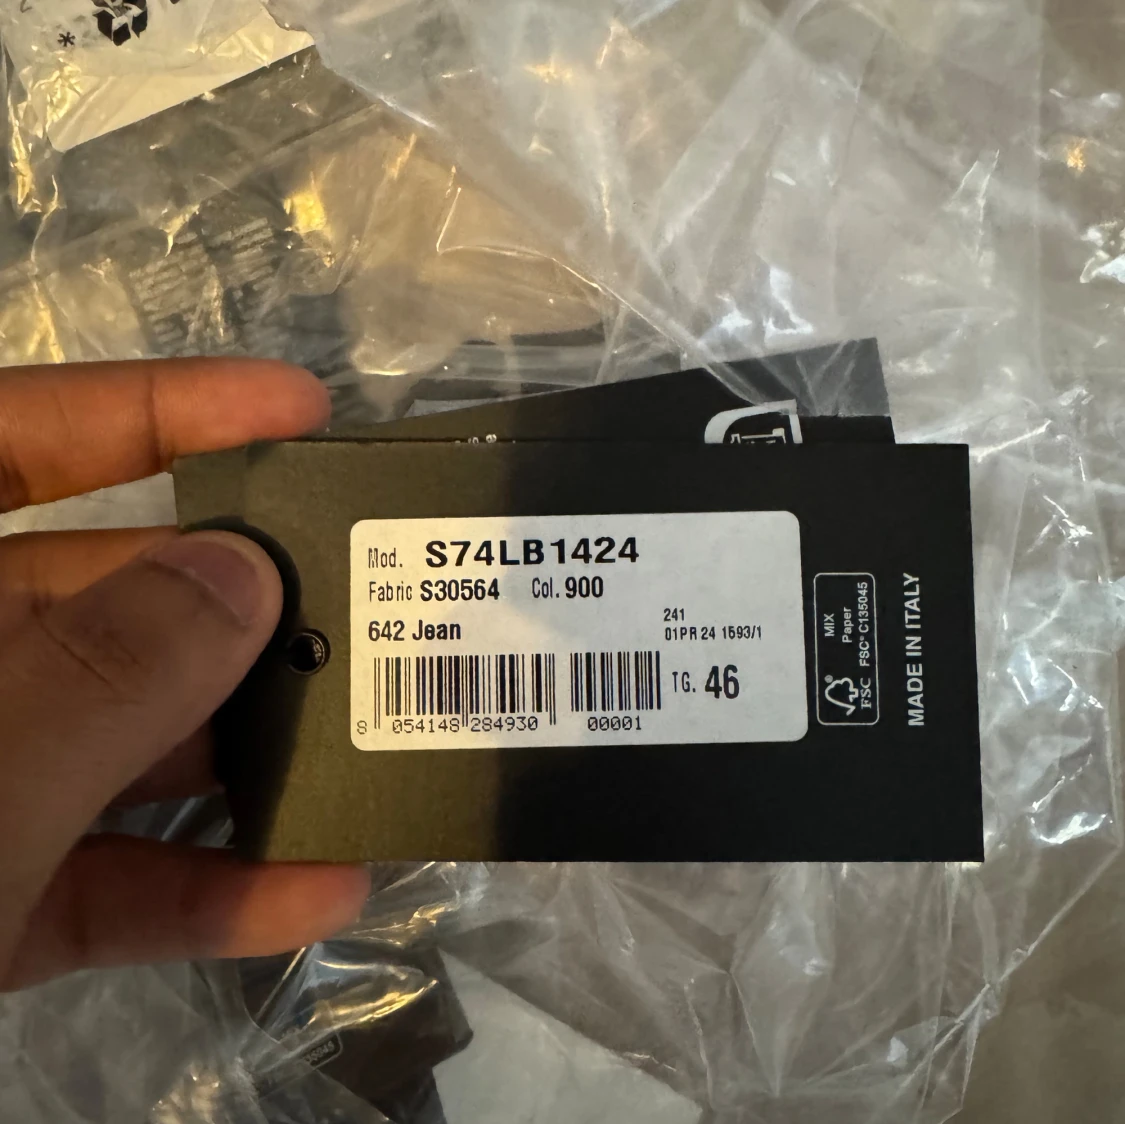 Mod. S74LB1424
Fabric S30564 Col. 900
642 Jean
241
01PR 24 1593/1
TG. 46
8 054148 284930 00001
MIX
Paper
FSC® C135045
FSC
MADE IN ITALY